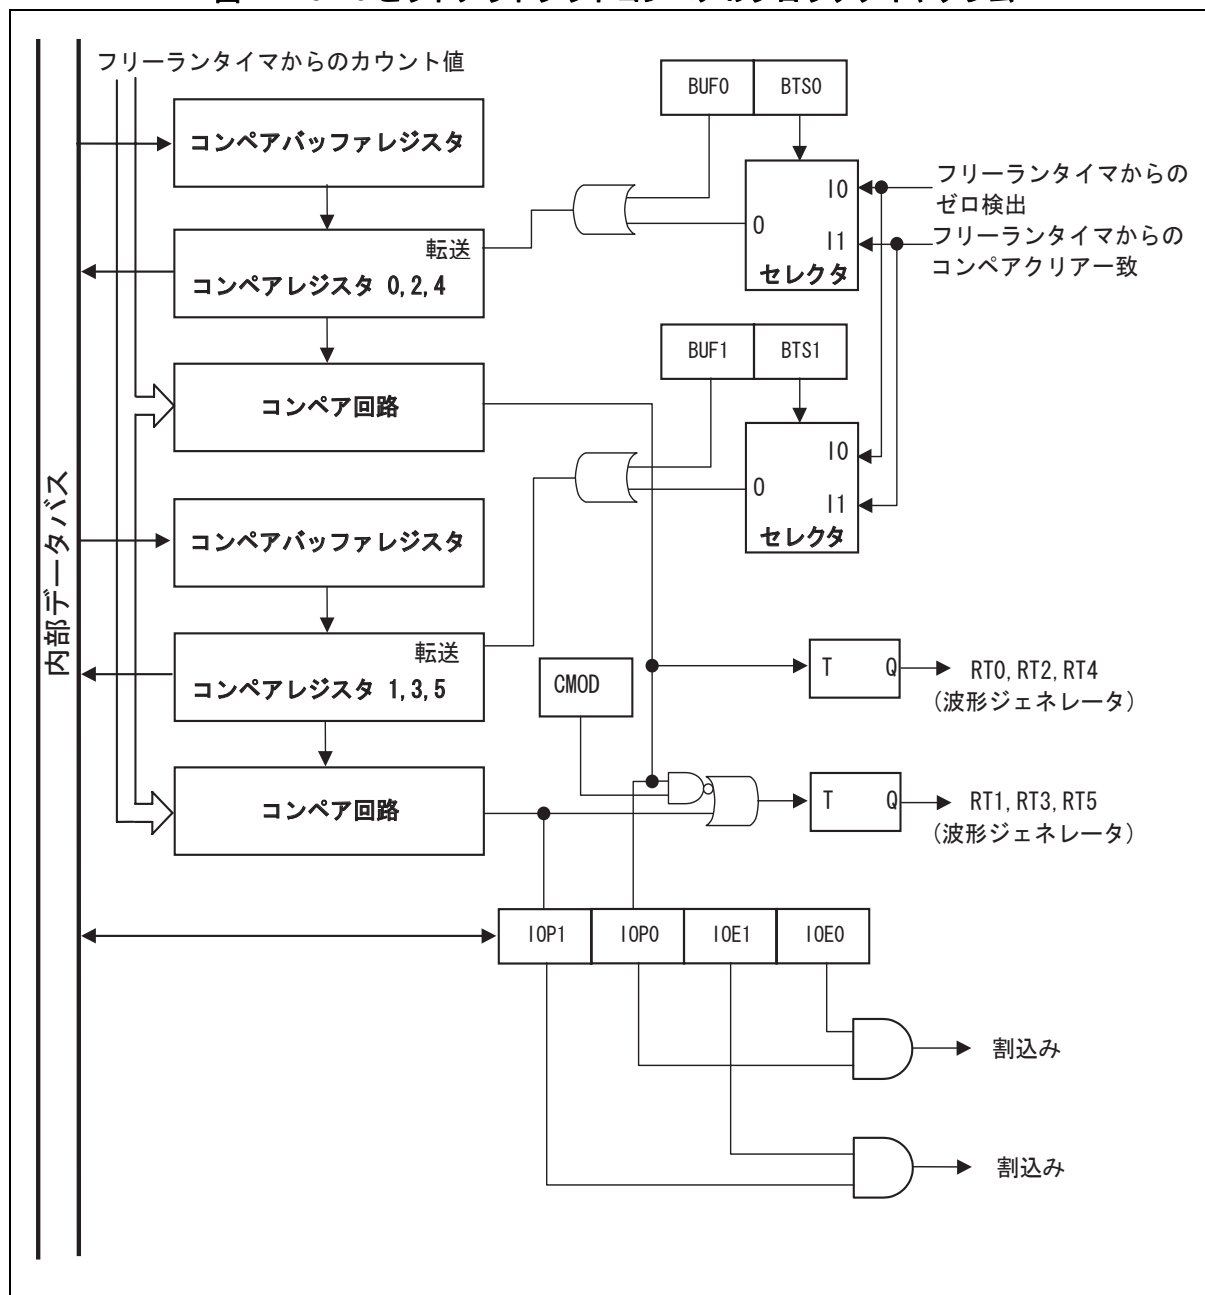 フリーランタイマからのカウント値
BUF0 BTS0
コンペアバッファレジスタ
I0
フリーランタイマからの
ゼロ検出
転送
O
I1
フリーランタイマからの
コンペアクリアー致
コンペアレジスタ 0,2,4
セレクタ
BUF1 BTS1
コンペア回路
I0
O
I1
セレクタ
内部データバス
コンペアバッファレジスタ
転送
コンペアレジスタ 1,3,5
CMOD
T Q
RT0,RT2,RT4
(波形ジェネレータ)
コンペア回路
T Q
RT1,RT3,RT5
(波形ジェネレータ)
IOP1 IOP0 IOE1 IOE0
割込み
割込み